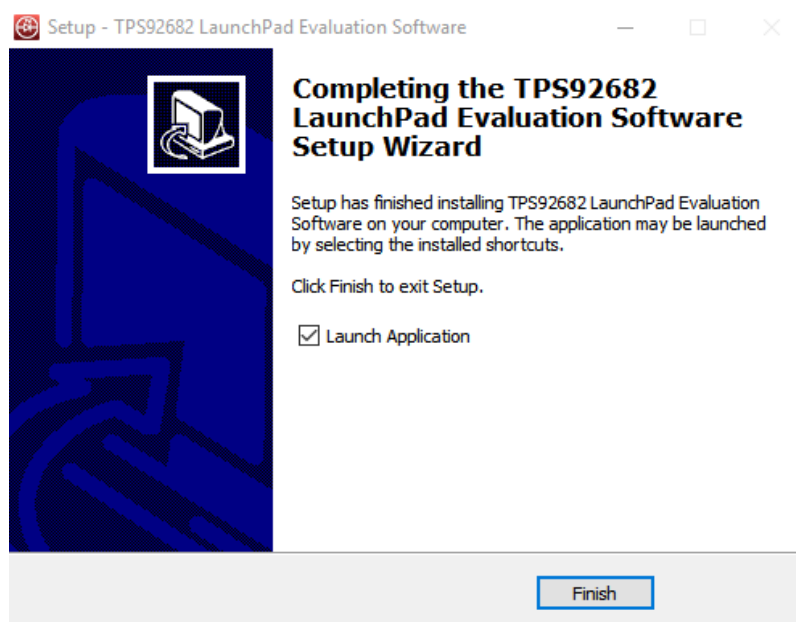 Setup - TPS92682 LaunchPad Evaluation Software
Completing the TPS92682
LaunchPad Evaluation Software
Setup Wizard
Setup has finished installing TPS92682 LaunchPad Evaluation
Software on your computer. The application may be launched
by selecting the installed shortcuts.
Click Finish to exit Setup.
Launch Application
Finish